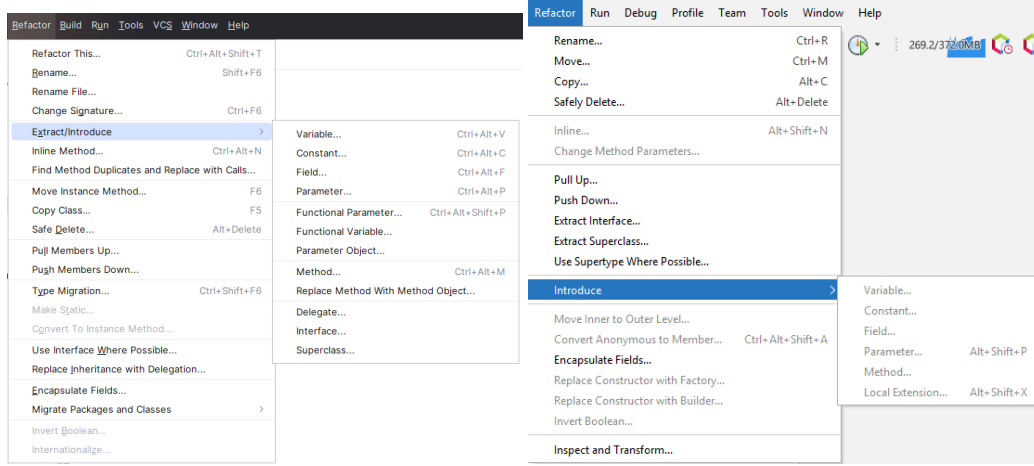 Refactor Build Run Tools VCS Window Help
Refactor This... Ctrl+Alt+Shift+T
Rename... Shift+F6
Rename File...
Change Signature... Ctrl+F6
Extract/Introduce >
Inline Method... Ctrl+Alt+N
Find Method Duplicates and Replace with Calls...
Move Instance Method... F6
Copy Class... F5
Safe Delete... Alt+Delete
Pull Members Up...
Push Members Down...
Type Migration... Ctrl+Shift+F6
Make Static...
Convert To Instance Method...
Use Interface Where Possible...
Replace Inheritance with Delegation...
Encapsulate Fields...
Migrate Packages and Classes >
Invert Boolean...
Internationalize...
Variable... Ctrl+Alt+V
Constant... Ctrl+Alt+C
Field... Ctrl+Alt+F
Parameter... Ctrl+Alt+P
Functional Parameter... Ctrl+Alt+Shift+P
Functional Variable...
Parameter Object...
Method... Ctrl+Alt+M
Replace Method With Method Object...
Delegate...
Interface...
Superclass...
Refactor Run Debug Profile Team Tools Window Help
269.2/372.0MB
Rename... Ctrl+R
Move... Ctrl+M
Copy... Alt+C
Safely Delete... Alt+Delete
Inline... Alt+Shift+N
Change Method Parameters...
Pull Up...
Push Down...
Extract Interface...
Extract Superclass...
Use Supertype Where Possible...
Introduce >
Move Inner to Outer Level...
Convert Anonymous to Member... Ctrl+Alt+Shift+A
Encapsulate Fields...
Replace Constructor with Factory...
Replace Constructor with Builder...
Invert Boolean...
Inspect and Transform...
Variable...
Constant...
Field...
Parameter... Alt+Shift+P
Method...
Local Extension... Alt+Shift+X